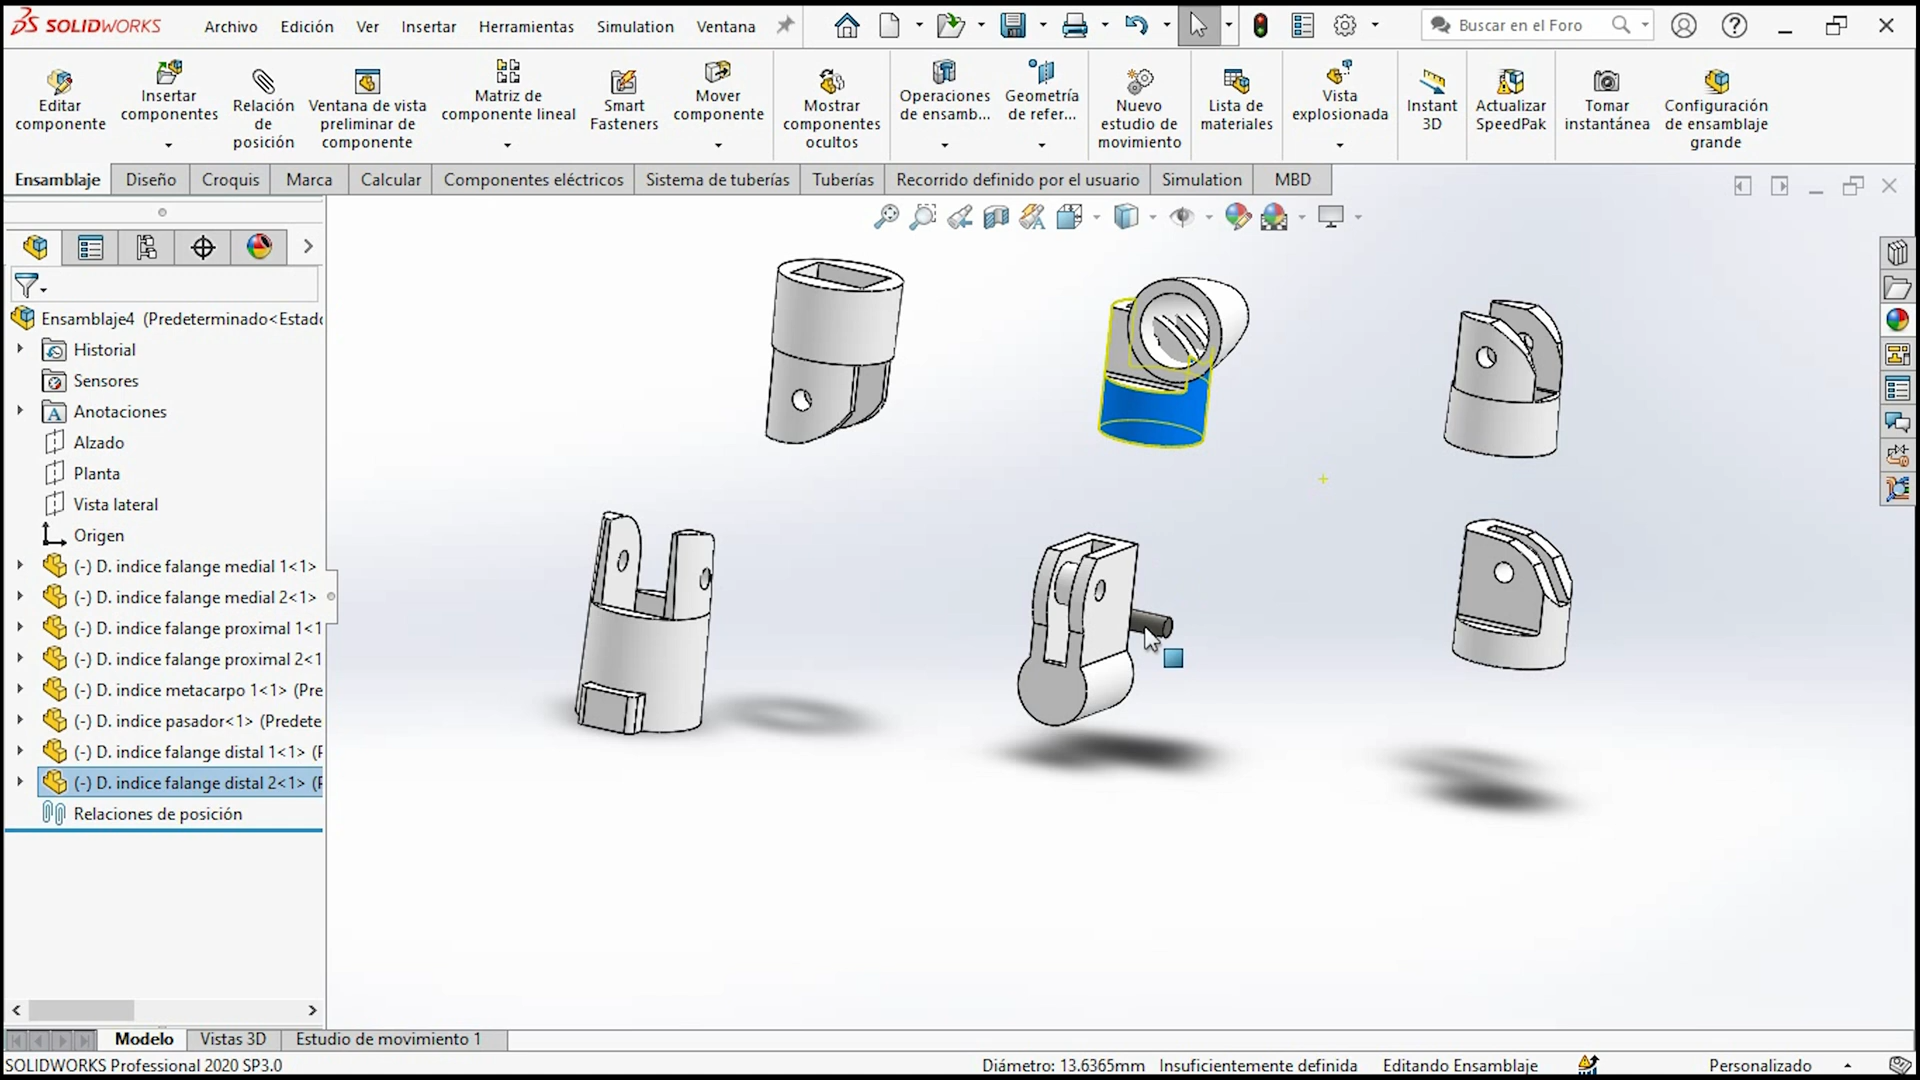 SOLIDWORKS
Archivo Edición Ver Insertar Herramientas Simulation Ventana
Buscar en el Foro
Editar componente
Insertar componentes
Relación de posición
Ventana de vista preliminar de componente
Matriz de componente lineal
Smart Fasteners
Mover componente
Mostrar componentes ocultos
Operaciones de ensamb...
Geometría de refer...
Nuevo estudio de movimiento
Lista de materiales
Vista explosionada
Instant 3D
Actualizar SpeedPak
Tomar instantánea
Configuración de ensamblaje grande
Ensamblaje Diseño Croquis Marca Calcular Componentes eléctricos Sistema de tuberías Tuberías Recorrido definido por el usuario Simulation MBD
Ensamblaje4 (Predeterminado<Estado
Historial
Sensores
Anotaciones
Alzado
Planta
Vista lateral
Origen
(-) D. indice falange medial 1<1>
(-) D. indice falange medial 2<1>
(-) D. indice falange proximal 1<1
(-) D. indice falange proximal 2<1
(-) D. indice metacarpo 1<1> (Pre
(-) D. indice pasador<1> (Predete
(-) D. indice falange distal 1<1> (P
(-) D. indice falange distal 2<1> (P
Relaciones de posición
Modelo Vistas 3D Estudio de movimiento 1
SOLIDWORKS Professional 2020 SP3.0
Diámetro: 13.6365mm Insuficientemente definida Editando Ensamblaje Personalizado